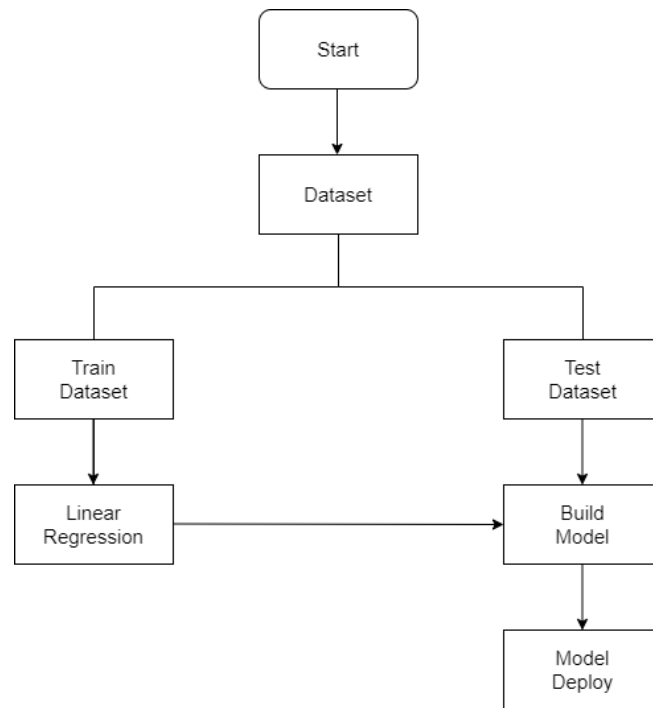 Start
Dataset
Train
Dataset
Test
Dataset
Linear
Regression
Build
Model
Model
Deploy